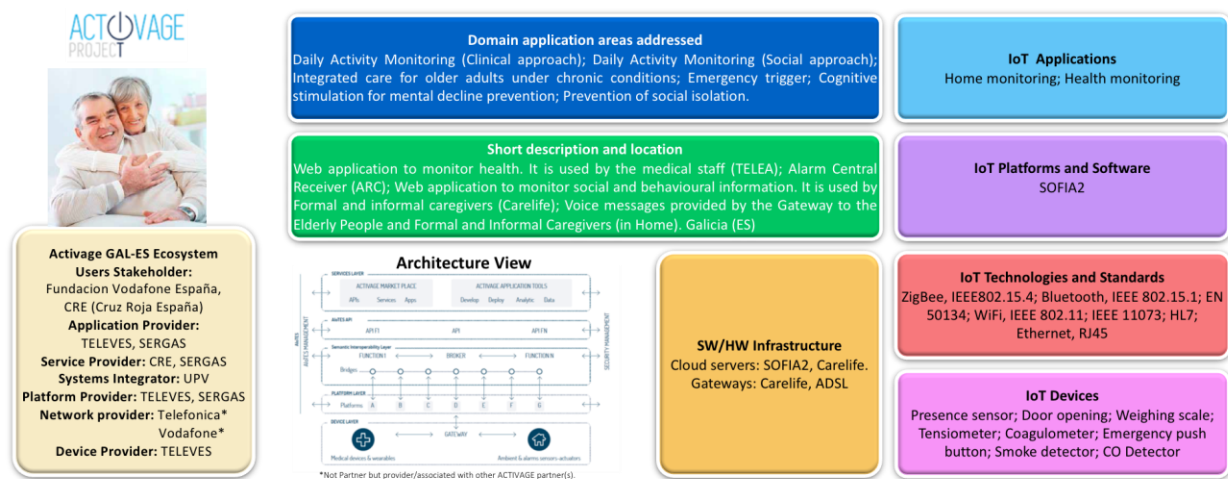 ACTIVAGE
PROJECT
Activage GAL-ES Ecosystem
Users Stakeholder:
Fundacion Vodafone España,
CRE (Cruz Roja España)
Application Provider:
TELEVES, SERGAS
Service Provider: CRE, SERGAS
Systems Integrator: UPV
Platform Provider: TELEVES, SERGAS
Network provider: Telefonica*
Vodafone*
Device Provider: TELEVES
Domain application areas addressed
Daily Activity Monitoring (Clinical approach); Daily Activity Monitoring (Social approach);
Integrated care for older adults under chronic conditions; Emergency trigger; Cognitive
stimulation for mental decline prevention; Prevention of social isolation.
Short description and location
Web application to monitor health. It is used by the medical staff (TELEA); Alarm Central
Receiver (ARC); Web application to monitor social and behavioural information. It is used by
Formal and informal caregivers (Carelife); Voice messages provided by the Gateway to the
Elderly People and Formal and Informal Caregivers (in Home). Galicia (ES)
Architecture View
SERVICES LAYER
ACTIVAGE MARKET PLACE
ACTIVAGE APPLICATION TOOLS
APIs Services Apps
Develop Deploy Analytic Data
AIoTES API
API F1 API API FN
Semantic Interoperability Layer
FUNCTION 1 BROKER FUNCTION N
Bridges
PLATFORM LAYER
Platforms A B C D E F G
DEVICE LAYER
GATEWAY
Medical devices & wearables
Ambient & alarms sensors-actuators
AIoTES
AIoTES MANAGEMENT
SECURITY MANAGEMENT
*Not Partner but provider/associated with other ACTIVAGE partner(s).
SW/HW Infrastructure
Cloud servers: SOFIA2, Carelife.
Gateways: Carelife, ADSL
IoT Applications
Home monitoring; Health monitoring
IoT Platforms and Software
SOFIA2
IoT Technologies and Standards
ZigBee, IEEE802.15.4; Bluetooth, IEEE 802.15.1; EN
50134; WiFi, IEEE 802.11; IEEE 11073; HL7;
Ethernet, RJ45
IoT Devices
Presence sensor; Door opening; Weighing scale;
Tensiometer; Coagulometer; Emergency push
button; Smoke detector; CO Detector